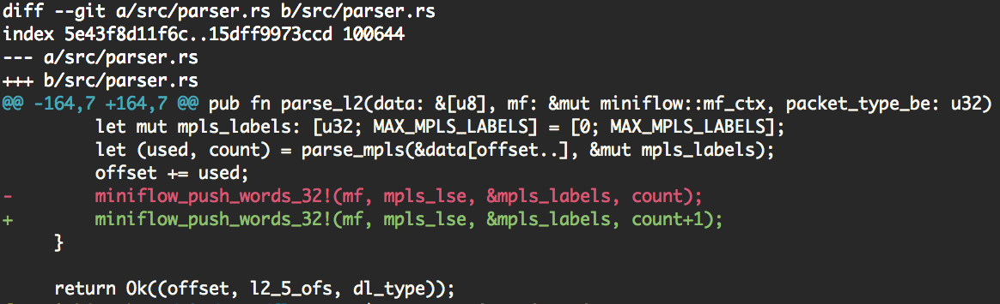 diff --git a/src/parser.rs b/src/parser.rs
index 5e43f8d11f6c..15dff9973ccd 100644
--- a/src/parser.rs
+++ b/src/parser.rs
@@ -164,7 +164,7 @@ pub fn parse_l2(data: &[u8], mf: &mut miniflow::mf_ctx, packet_type_be: u32)
        let mut mpls_labels: [u32; MAX_MPLS_LABELS] = [0; MAX_MPLS_LABELS];
        let (used, count) = parse_mpls(&data[offset..], &mut mpls_labels);
        offset += used;
-       miniflow_push_words_32!(mf, mpls_lse, &mpls_labels, count);
+       miniflow_push_words_32!(mf, mpls_lse, &mpls_labels, count+1);
    }
    return Ok((offset, l2_5_ofs, dl_type));